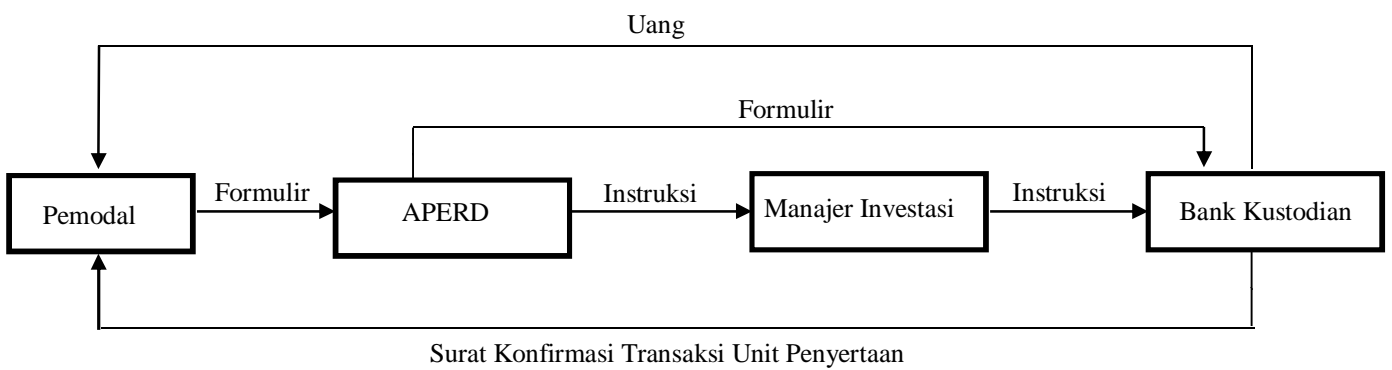 Uang
Formulir
Pemodal
Formulir
APERD
Instruksi
Manajer Investasi
Instruksi
Bank Kustodian
Surat Konfirmasi Transaksi Unit Penyertaan